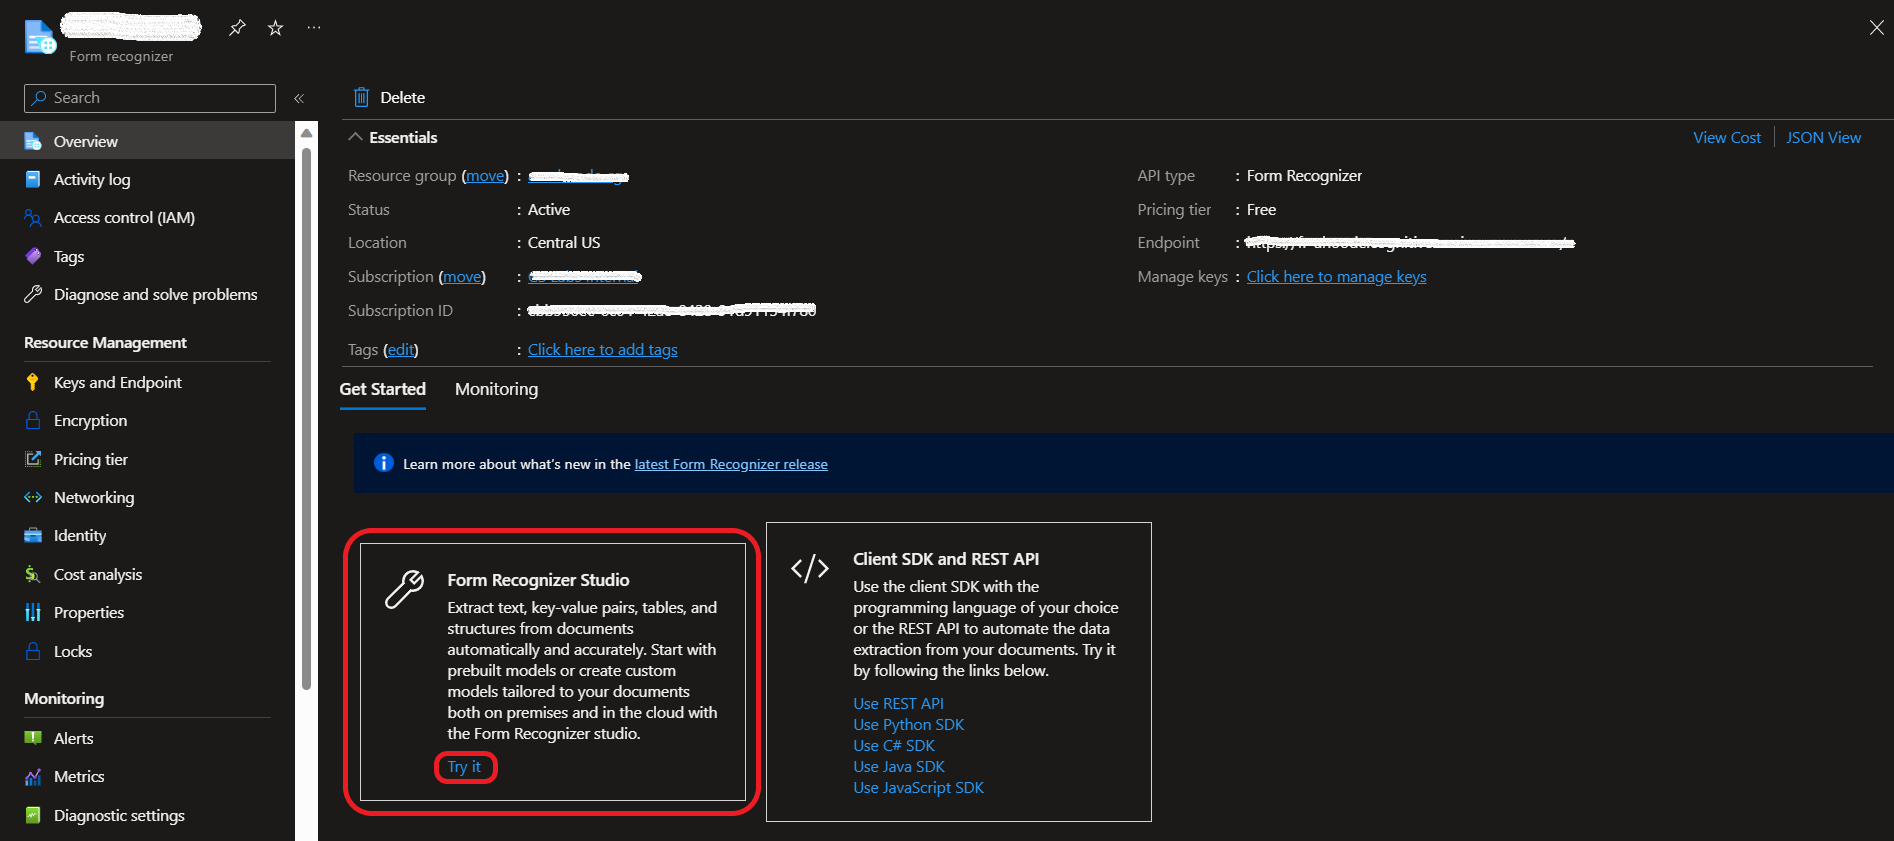 Form recognizer
Search
«
Delete
Overview
Activity log
Access control (IAM)
Tags
Diagnose and solve problems
Resource Management
Keys and Endpoint
Encryption
Pricing tier
Networking
Identity
Cost analysis
Properties
Locks
Monitoring
Alerts
Metrics
Diagnostic settings
Essentials
View Cost
JSON View
Resource group (move) :
Status : Active
Location : Central US
Subscription (move) :
Subscription ID :
Tags (edit) : Click here to add tags
API type : Form Recognizer
Pricing tier : Free
Endpoint :
Manage keys : Click here to manage keys
Get Started
Monitoring
Learn more about what's new in the latest Form Recognizer release
Form Recognizer Studio
Extract text, key-value pairs, tables, and
structures from documents
automatically and accurately. Start with
prebuilt models or create custom
models tailored to your documents
both on premises and in the cloud with
the Form Recognizer studio.
Try it
</> Client SDK and REST API
Use the client SDK with the
programming language of your choice
or the REST API to automate the data
extraction from your documents. Try it
by following the links below.
Use REST API
Use Python SDK
Use C# SDK
Use Java SDK
Use JavaScript SDK